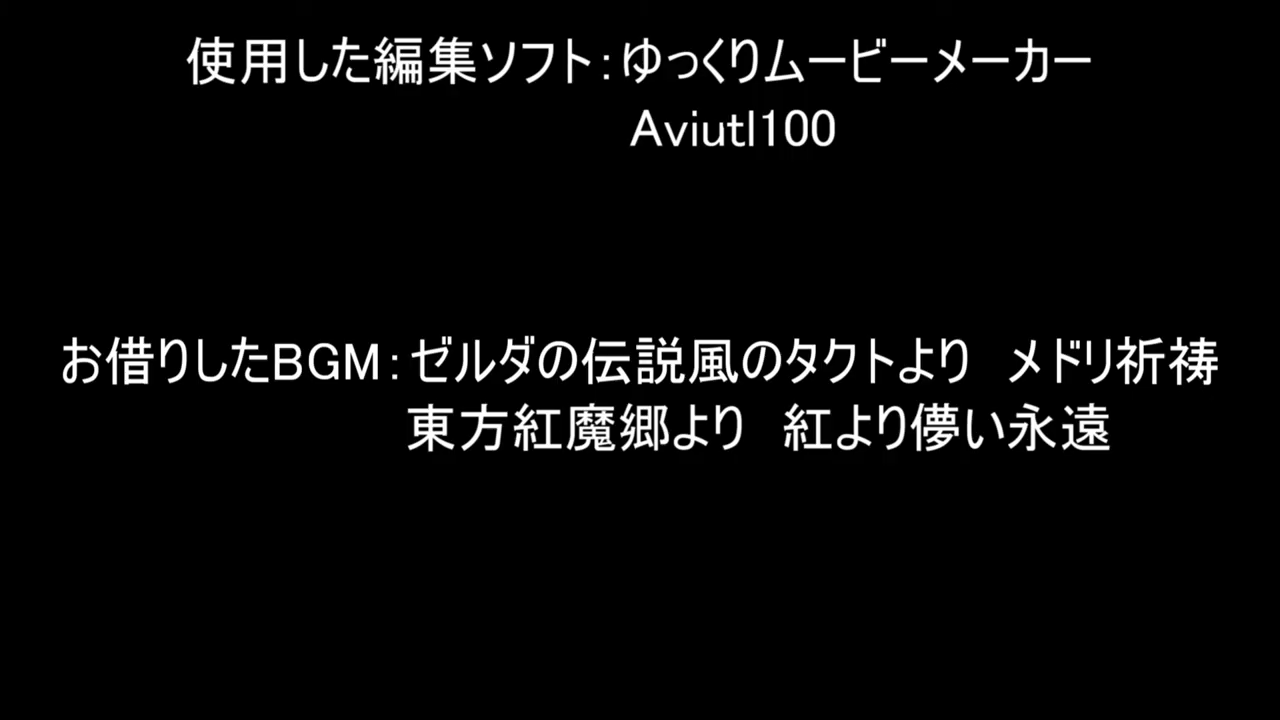 使用した編集ソフト：ゆっくりムービーメーカー
Aviutl100
お借りしたBGM：ゼルダの伝説風のタクトより　メドリ祈祷
東方紅魔郷より　紅より儚い永遠